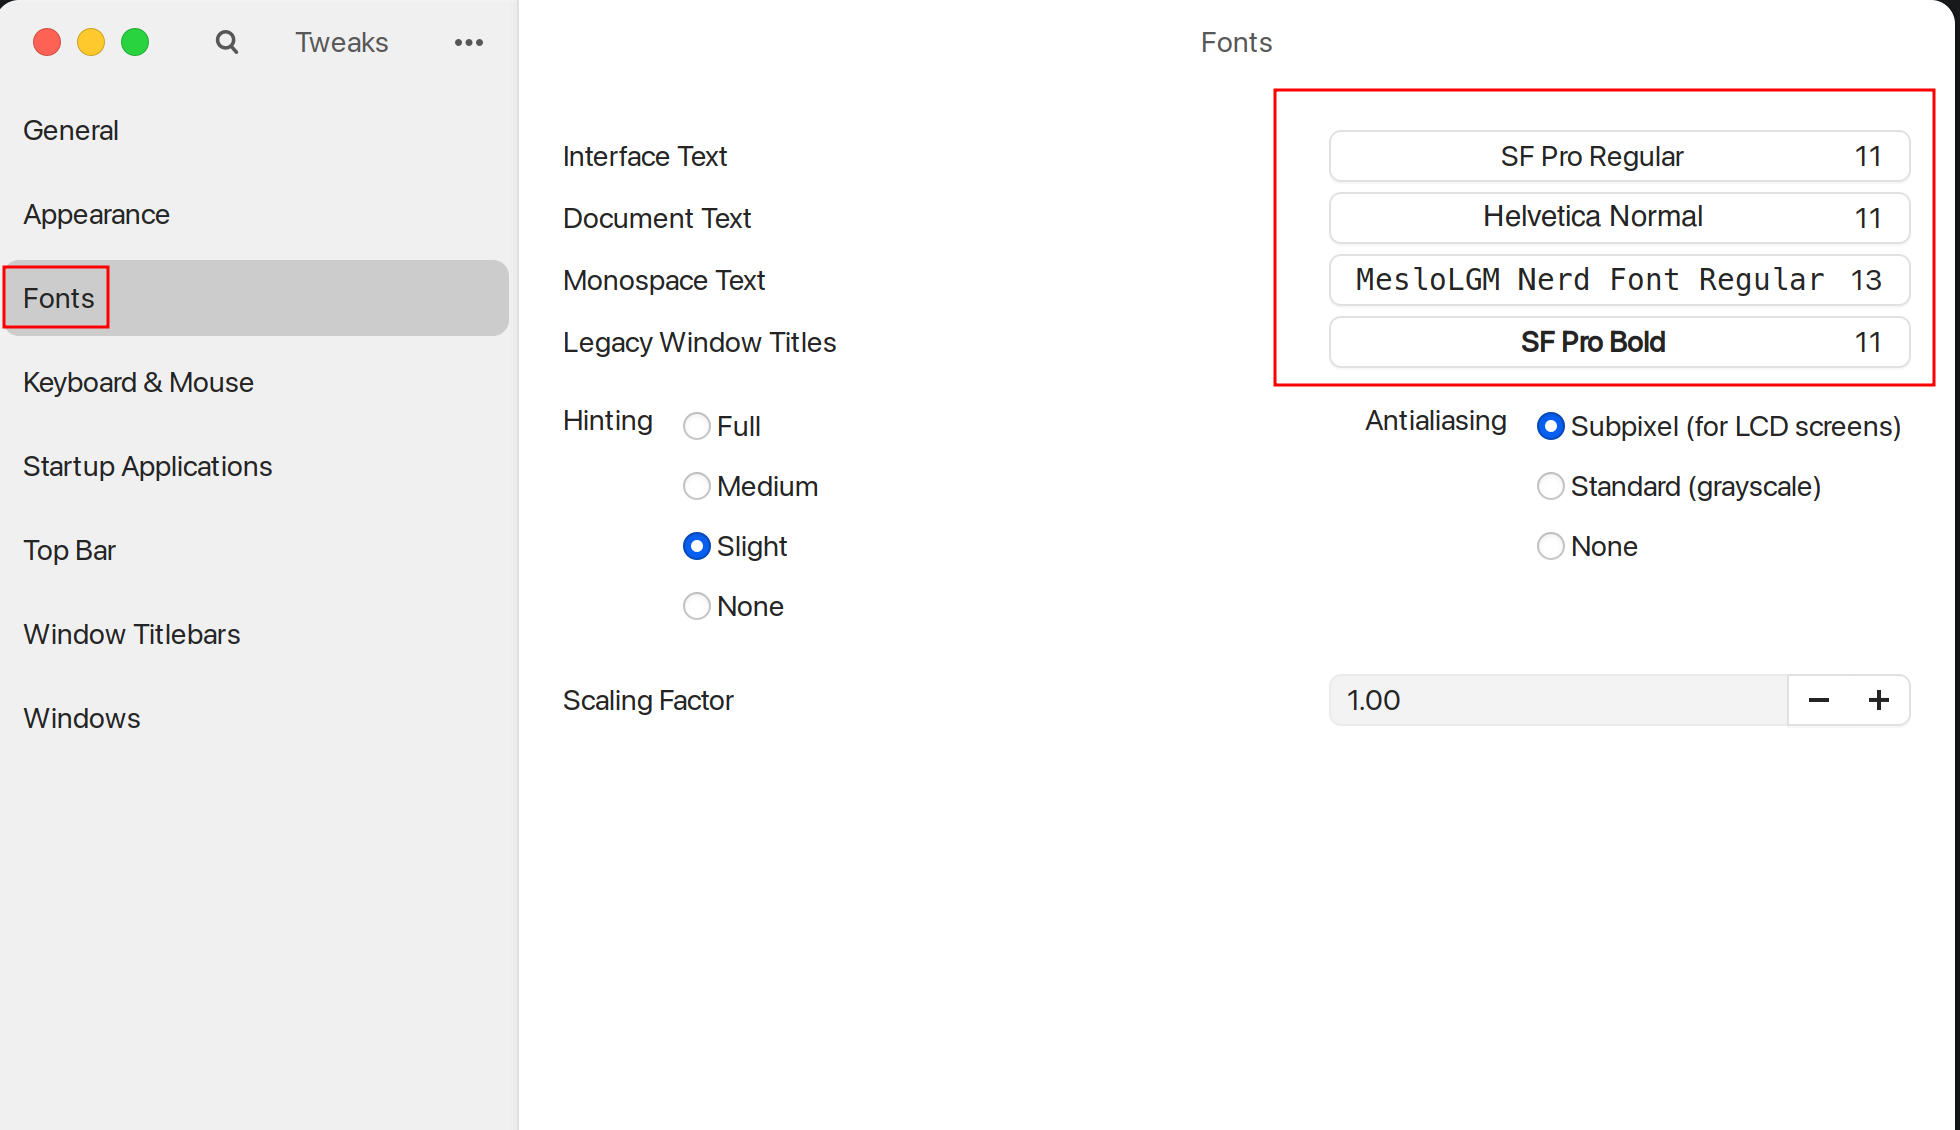 Tweaks
General
Appearance
Fonts
Keyboard & Mouse
Startup Applications
Top Bar
Window Titlebars
Windows
Fonts
Interface Text SF Pro Regular 11
Document Text Helvetica Normal 11
Monospace Text MesloLGM Nerd Font Regular 13
Legacy Window Titles SF Pro Bold 11
Hinting
Full
Medium
Slight
None
Antialiasing
Subpixel (for LCD screens)
Standard (grayscale)
None
Scaling Factor 1.00